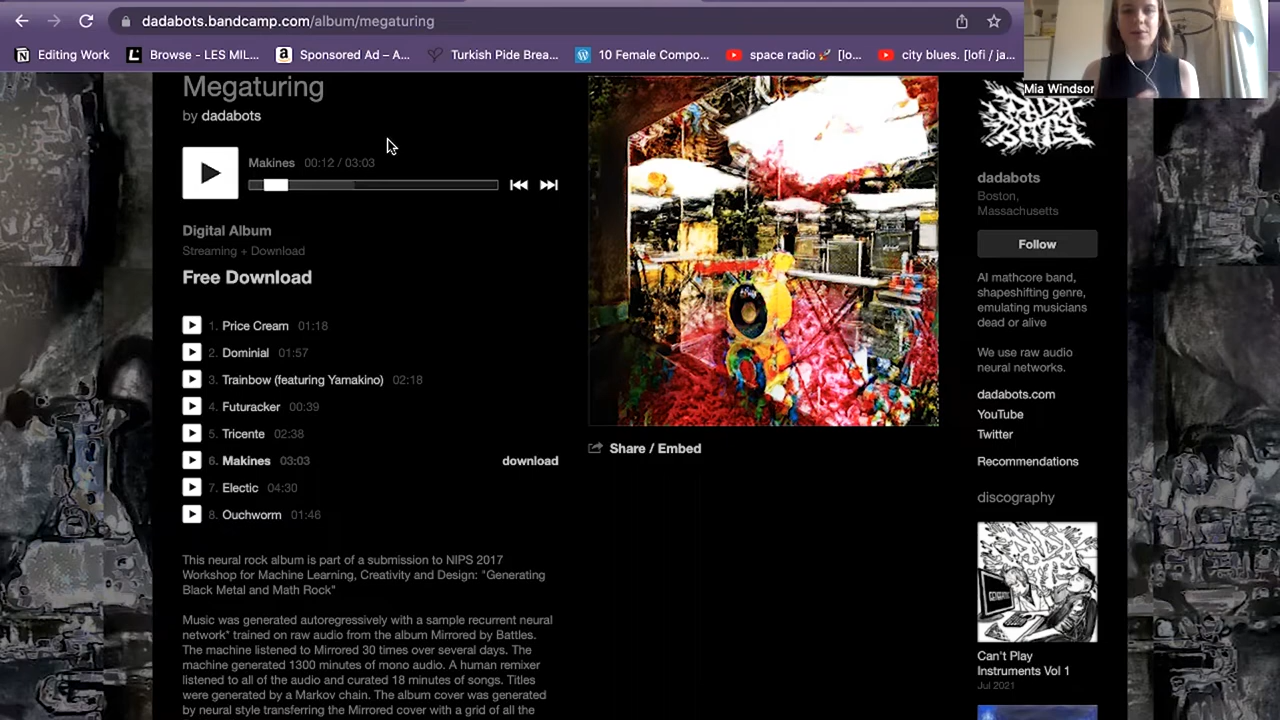 dadabots.bandcamp.com/album/megaturing
Editing Work
Browse - LES MIL...
Sponsored Ad – A...
Turkish Pide Brea...
10 Female Compo...
space radio🚀 [lo...
city blues. [lofi / ja...
Mia Windsor
Megaturing
by dadabots
Makines 00:12 / 03:03
Digital Album
Streaming + Download
Free Download
1. Price Cream 01:18
2. Dominial 01:57
3. Trainbow (featuring Yamakino) 02:18
4. Futuracker 00:39
5. Tricente 02:38
6. Makines 03:03 download
7. Electic 04:30
8. Ouchworm 01:46
This neural rock album is part of a submission to NIPS 2017
Workshop for Machine Learning, Creativity and Design: "Generating
Black Metal and Math Rock"
Music was generated autoregressively with a sample recurrent neural
network" trained on raw audio from the album Mirrored by Battles.
The machine listened to Mirrored 30 times over several days. The
machine generated 1300 minutes of mono audio. A human remixer
listened to all of the audio and curated 18 minutes of songs. Titles
were generated by a Markov chain. The album cover was generated
by neural style transferring the Mirrored cover with a grid of all the
Share / Embed
DADA
BOTS
dadabots
Boston,
Massachusetts
Follow
AI mathcore band,
shapeshifting genre,
emulating musicians
dead or alive
We use raw audio
neural networks.
dadabots.com
YouTube
Twitter
Recommendations
discography
Can't Play
Instruments Vol 1
Jul 2021